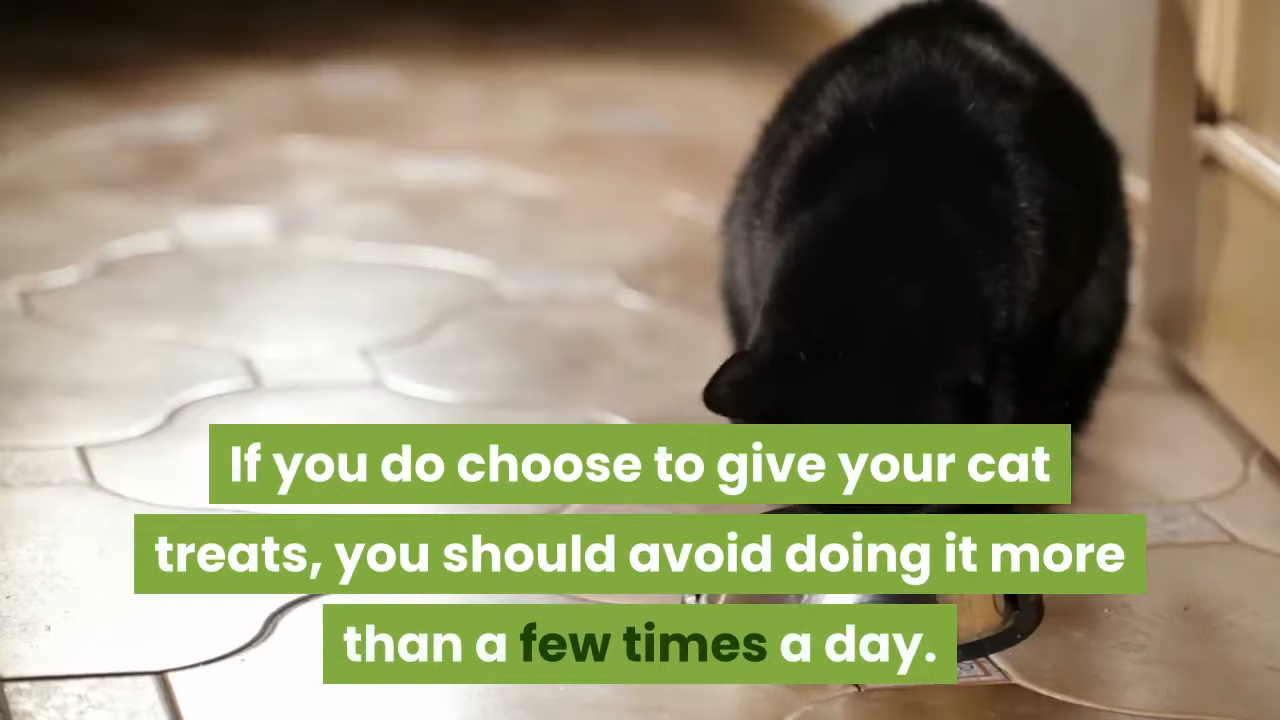 If you do choose to give your cat
treats, you should avoid doing it more
than a few times a day.